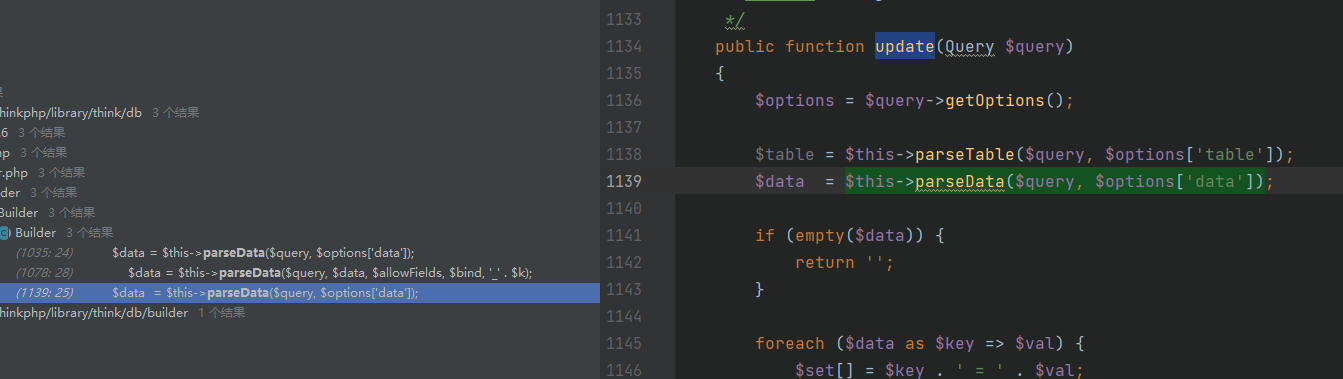 果
hinkphp/library/think/db 3 个结果
.6 3 个结果
hp 3 个结果
r.php 3 个结果
der 3 个结果
Builder 3 个结果
Builder 3 个结果
(1035: 24) $data = $this->parseData($query, $options['data']);
(1078: 28) $data = $this->parseData($query, $data, $allowFields, $bind, '_' . $k);
(1139: 25) $data  = $this->parseData($query, $options['data']);
hinkphp/library/think/db/builder 1 个结果
1133 */
1134 public function update(Query $query)
1135 {
1136 $options = $query->getOptions();
1137
1138 $table = $this->parseTable($query, $options['table']);
1139 $data  = $this->parseData($query, $options['data']);
1140
1141 if (empty($data)) {
1142 return '';
1143 }
1144
1145 foreach ($data as $key => $val) {
1146 $set[] = $key . ' = ' . $val;